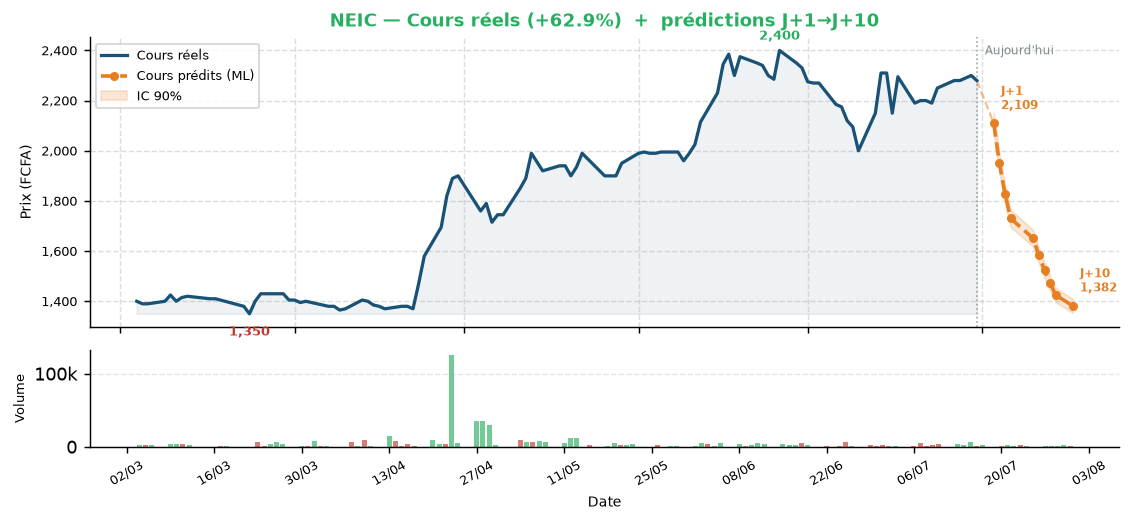 NEIC — Cours réels (+62.9%)  +  prédictions J+1→J+10
2,400
Cours réels
Cours prédits (ML)
IC 90%
Aujourd'hui
J+1
2,109
J+10
1,382
1,350
Prix (FCFA)
2,400
2,200
2,000
1,800
1,600
1,400
Volume
100k
0
02/03
16/03
30/03
13/04
27/04
11/05
25/05
08/06
22/06
06/07
20/07
03/08
Date